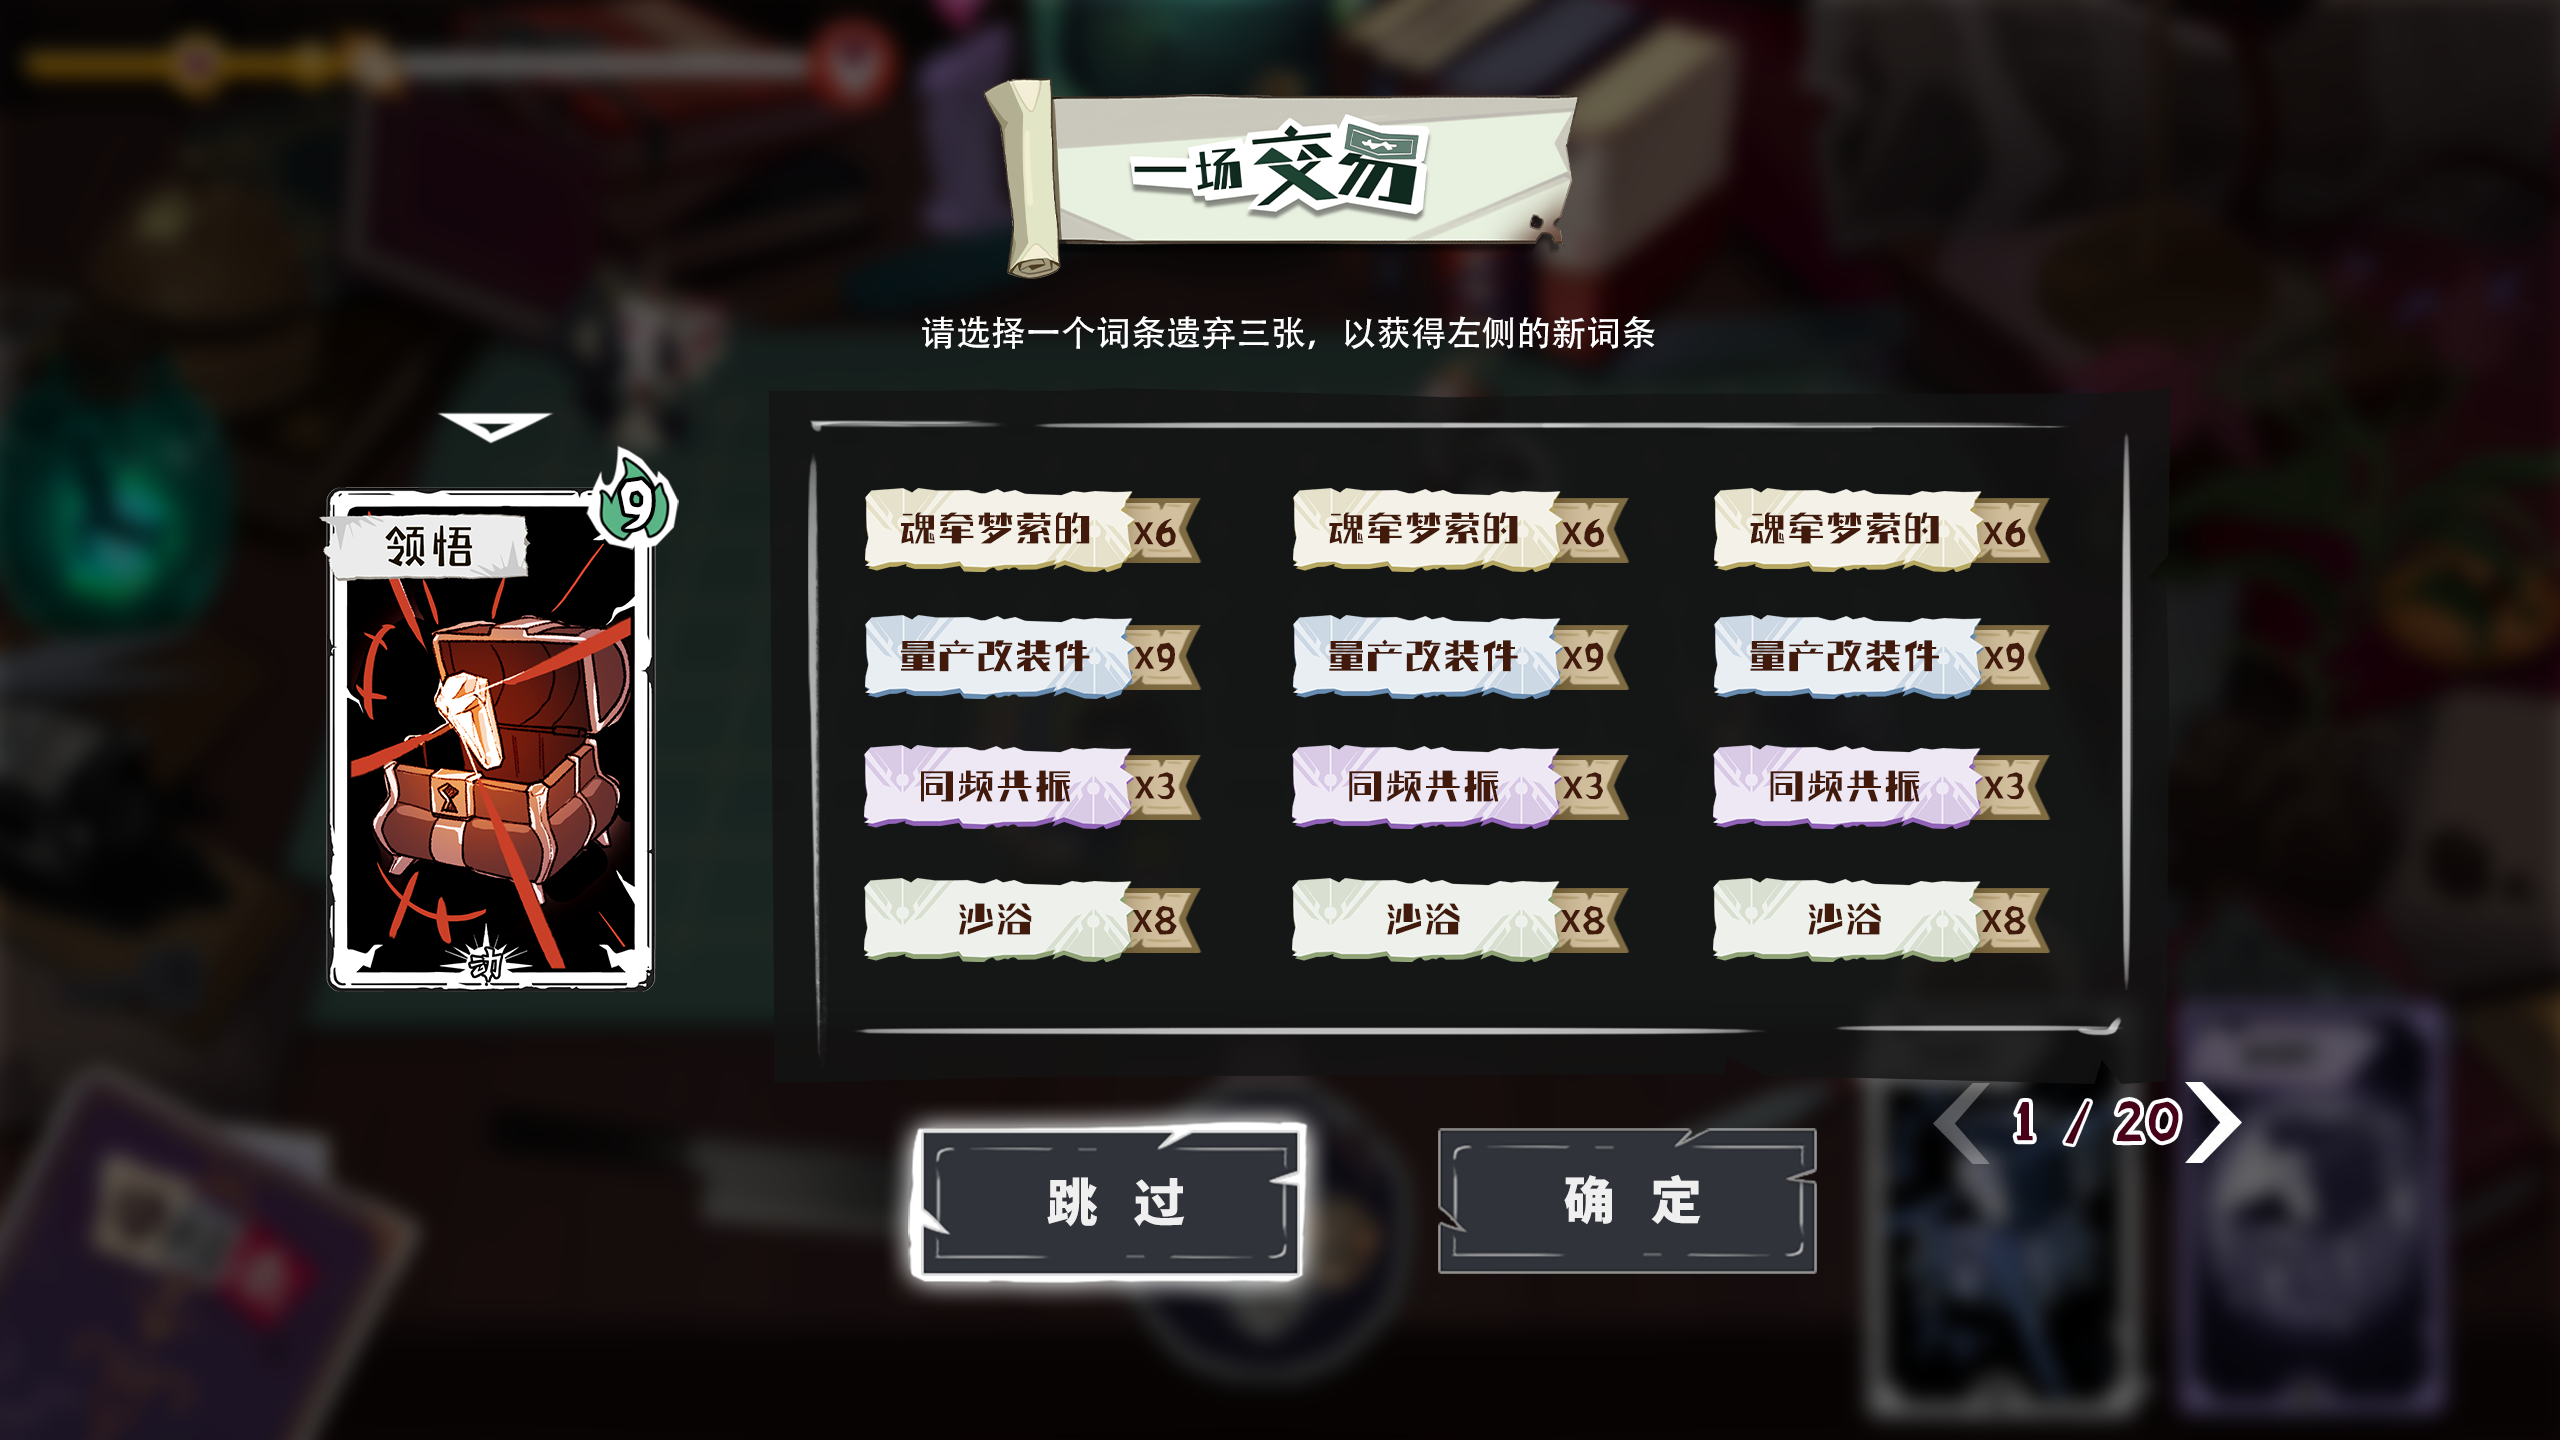 一场交易
请选择一个词条遗弃三张，以获得左侧的新词条
领悟
9
动
魂牵梦萦的 x6 魂牵梦萦的 x6 魂牵梦萦的 x6
量产改装件 x9 量产改装件 x9 量产改装件 x9
同频共振 x3 同频共振 x3 同频共振 x3
沙浴 x8 沙浴 x8 沙浴 x8
1 / 20
跳过 确定